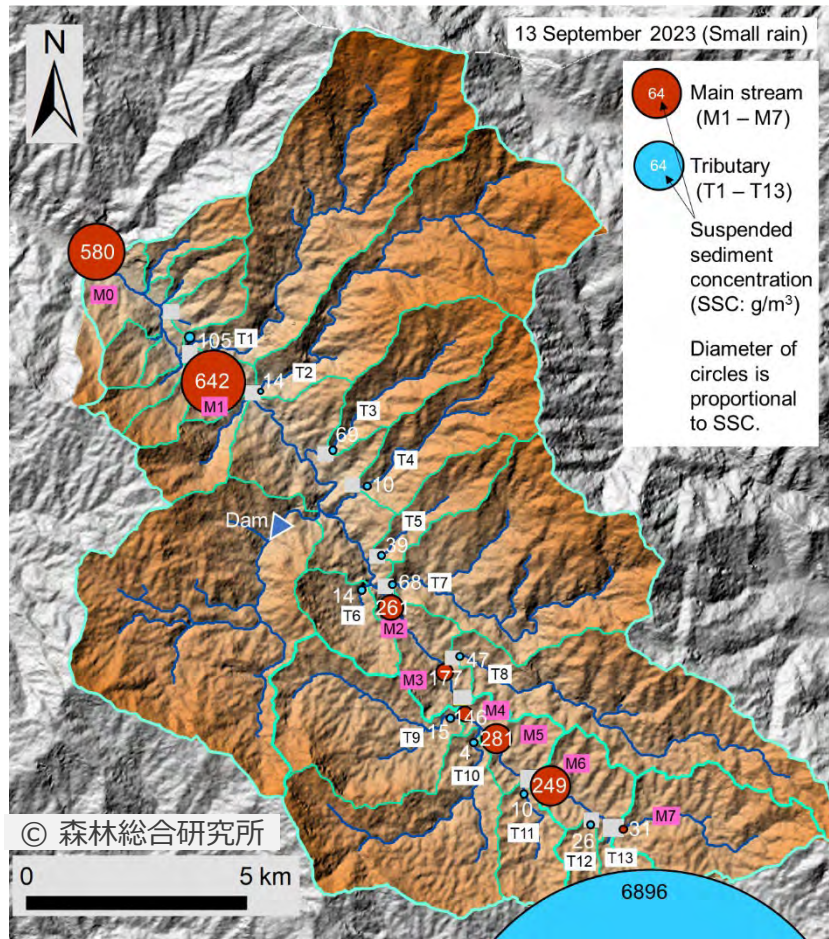 13 September 2023 (Small rain)
N
64
Main stream
(M1 – M7)
64
Tributary
(T1 – T13)
Suspended
sediment
concentration
(SSC: g/m³)
Diameter of
circles is
proportional
to SSC.
580
M0
105
T1
642
M1
14
T2
T3
69
T4
10
Dam
T5
39
68
T7
14
261
T6
M2
47
T8
M3
177
M4
146
15
T9
M5
281
4
T10
M6
249
10
M7
T11
26
31
T12
T13
© 森林総合研究所
0
5 km
6896